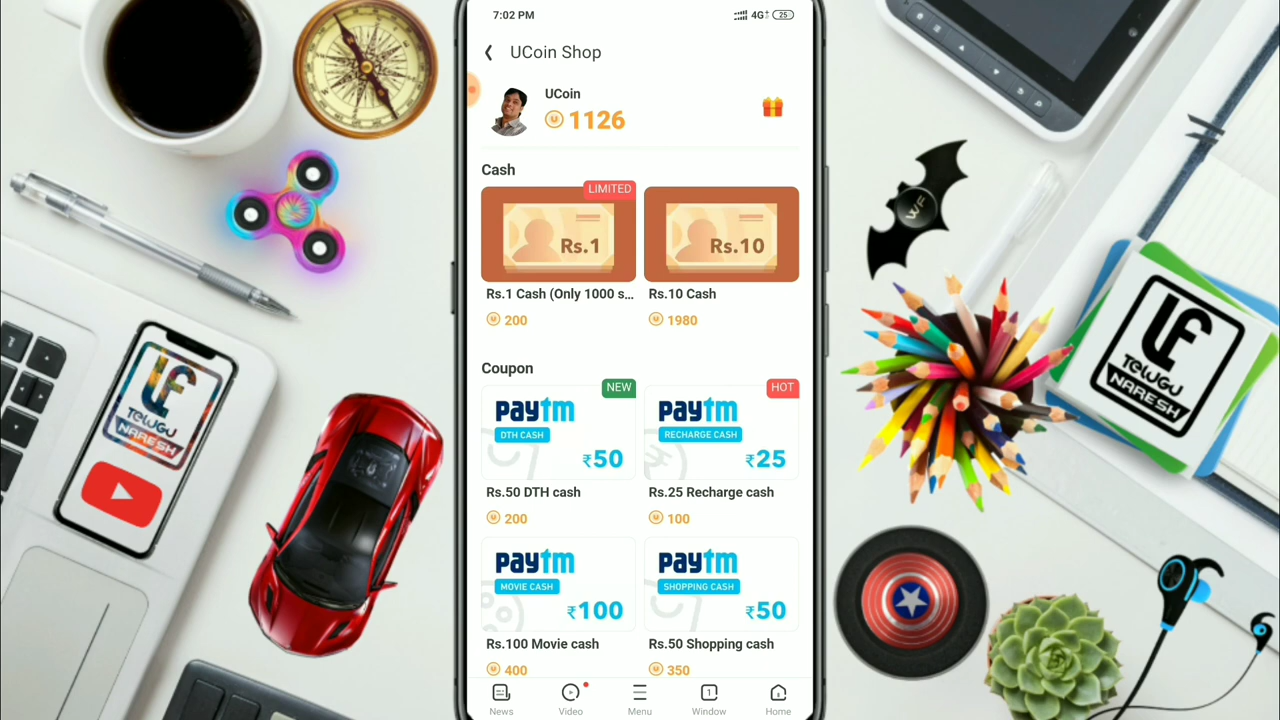 7:02 PM
4G+
25
UCoin Shop
UCoin
1126
Cash
LIMITED
Rs.1
Rs.10
Rs.1 Cash (Only 1000 s...
Rs.10 Cash
200
1980
Coupon
NEW
HOT
paytm
paytm
DTH CASH
RECHARGE CASH
₹50
₹25
Rs.50 DTH cash
Rs.25 Recharge cash
200
100
paytm
paytm
MOVIE CASH
SHOPPING CASH
₹100
₹50
Rs.100 Movie cash
Rs.50 Shopping cash
400
350
1
News
Video
Menu
Window
Home
TELUGU
NARESH
WF
TELUGU
NARESH